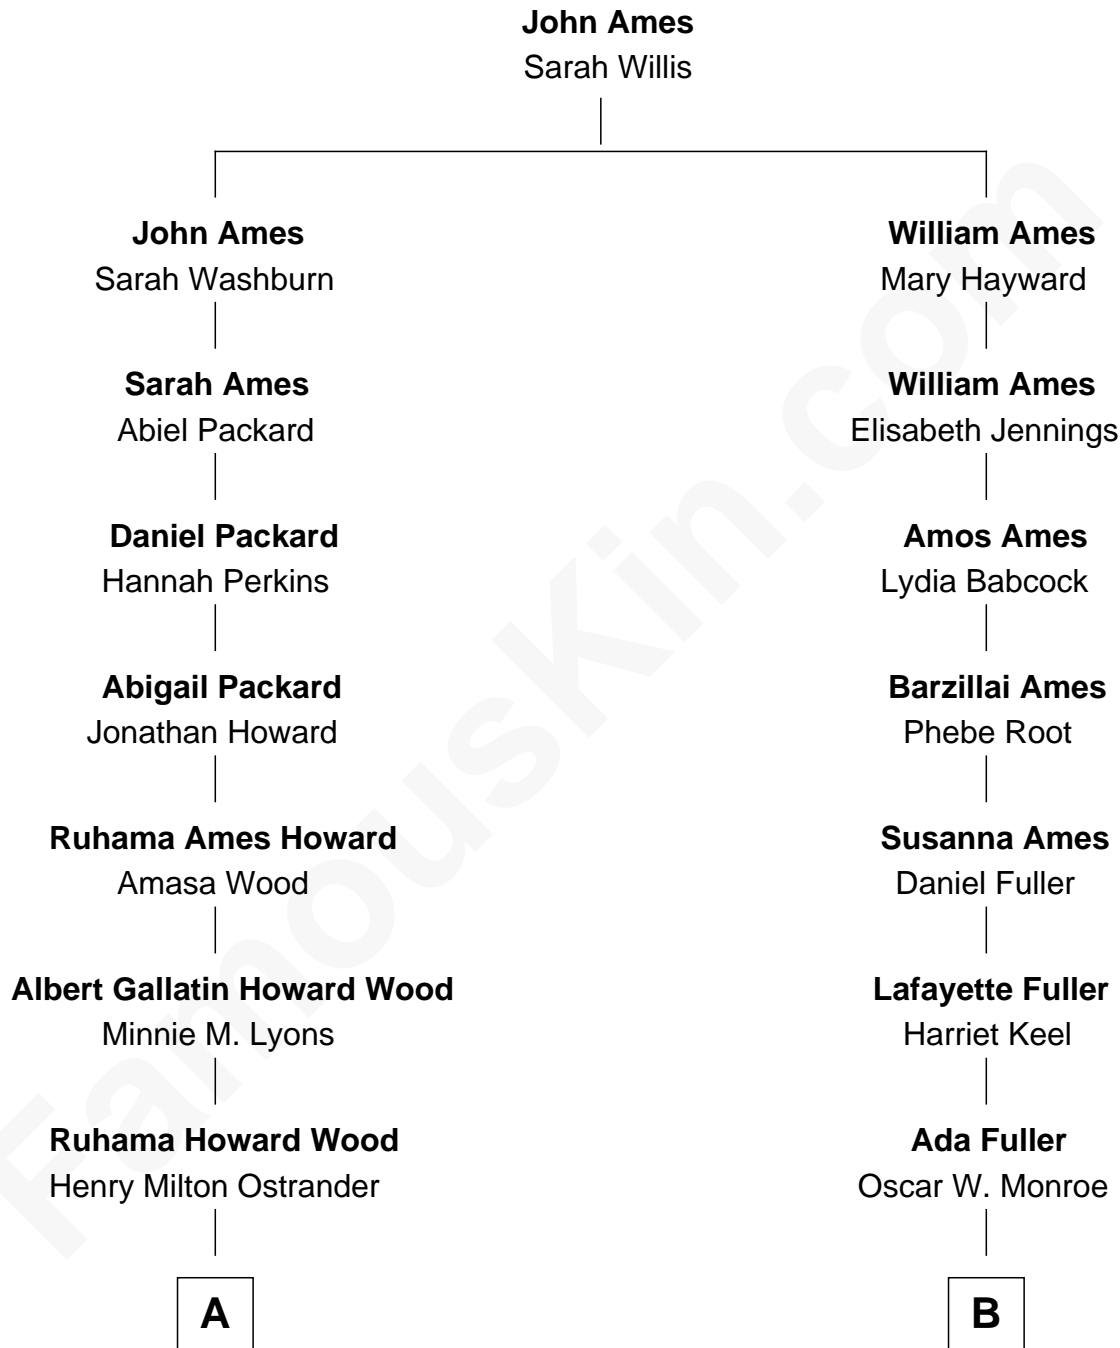 John Ames
Sarah Willis
John Ames
Sarah Washburn
William Ames
Mary Hayward
Sarah Ames
Abiel Packard
William Ames
Elisabeth Jennings
Daniel Packard
Hannah Perkins
Amos Ames
Lydia Babcock
Abigail Packard
Jonathan Howard
Barzillai Ames
Phebe Root
Ruhama Ames Howard
Amasa Wood
Susanna Ames
Daniel Fuller
Albert Gallatin Howard Wood
Minnie M. Lyons
Lafayette Fuller
Harriet Keel
Ruhama Howard Wood
Henry Milton Ostrander
Ada Fuller
Oscar W. Monroe
A
B
FamousKin.com